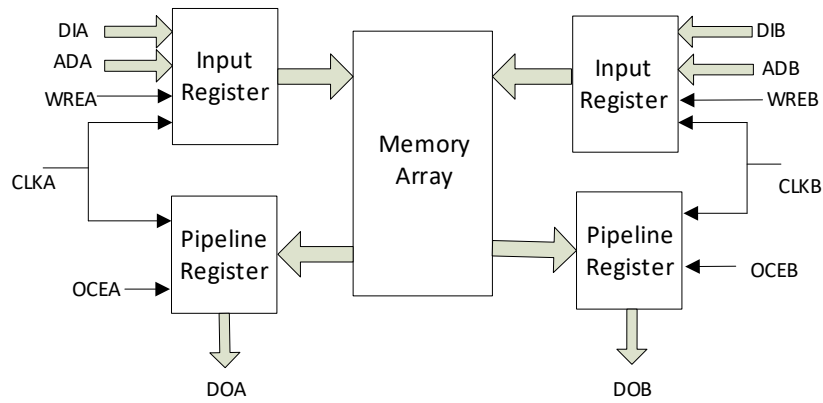 DIA
ADA
WREA
CLKA
Input
Register
Memory
Array
Input
Register
DIB
ADB
WREB
CLKB
Pipeline
Register
OCEA
DOA
Pipeline
Register
OCEB
DOB